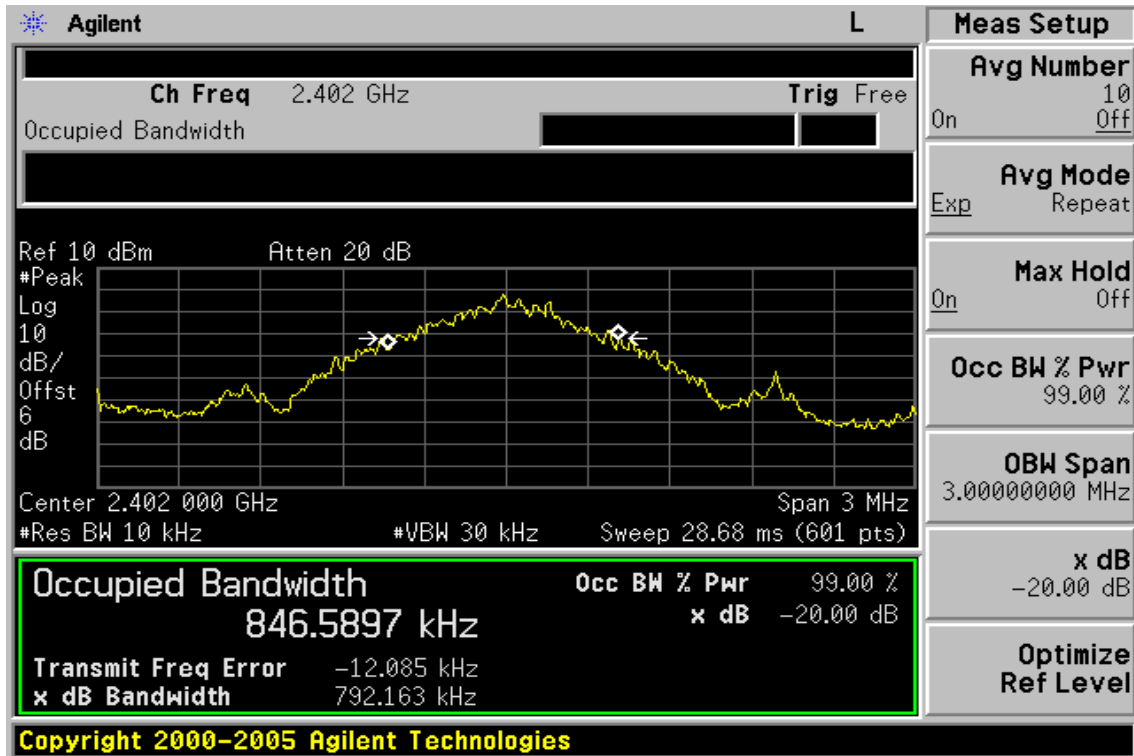 Agilent L
Meas Setup
Ch Freq 2.402 GHz Trig Free
Occupied Bandwidth
Ref 10 dBm Atten 20 dB
#Peak
Log
10
dB/
Offst
6
dB
Center 2.402 000 GHz Span 3 MHz
#Res BW 10 kHz #VBW 30 kHz Sweep 28.68 ms (601 pts)
Occupied Bandwidth
846.5897 kHz
Occ BW % Pwr 99.00 %
x dB -20.00 dB
Transmit Freq Error -12.085 kHz
x dB Bandwidth 792.163 kHz
Avg Number
10
On Off
Avg Mode
Exp Repeat
Max Hold
On Off
Occ BW % Pwr
99.00 %
OBW Span
3.00000000 MHz
x dB
-20.00 dB
Optimize
Ref Level
Copyright 2000-2005 Agilent Technologies